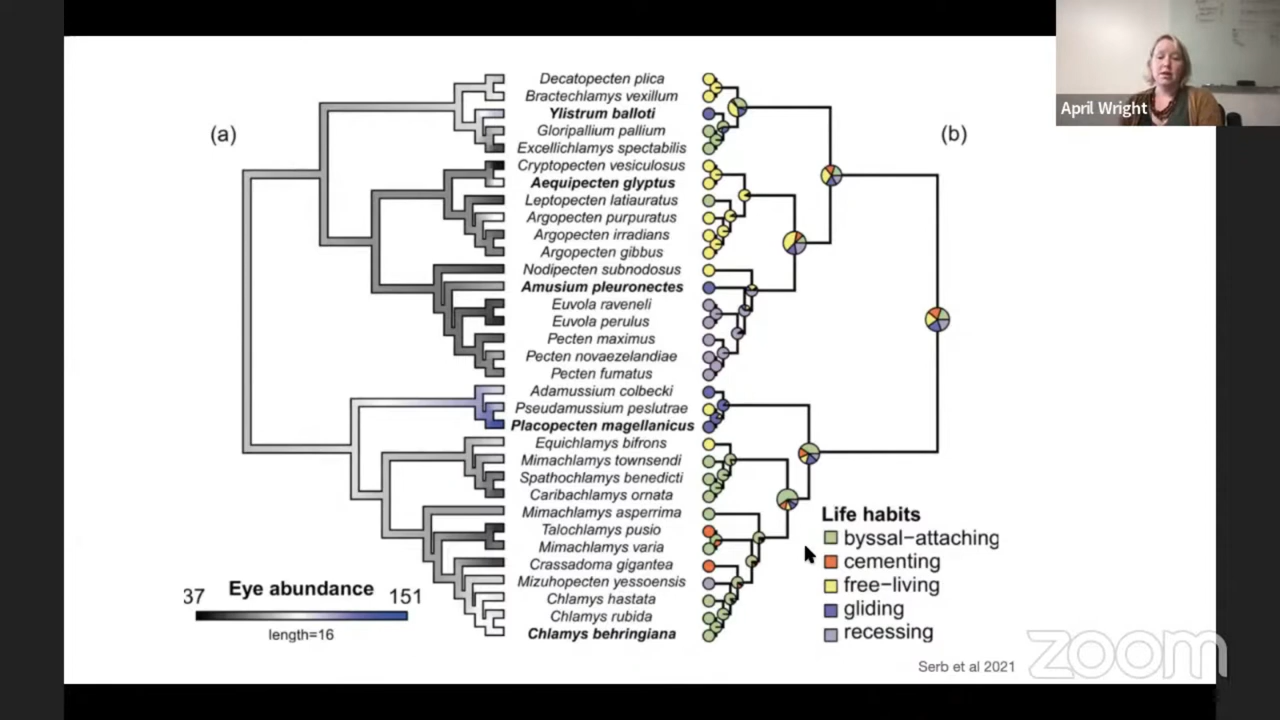 April Wright
(a)
(b)
Decatopecten plica
Bractechlamys vexillum
Ylistrum balloti
Gloripallium pallium
Excellichlamys spectabilis
Cryptopecten vesiculosus
Aequipecten glyptus
Leptopecten latiauratus
Argopecten purpuratus
Argopecten irradians
Argopecten gibbus
Nodipecten subnodosus
Amusium pleuronectes
Euvola raveneli
Euvola perulus
Pecten maximus
Pecten novaezelandiae
Pecten fumatus
Adamussium colbecki
Pseudamussium peslutrae
Placopecten magellanicus
Equichlamys bifrons
Mimachlamys townsendi
Spathochlamys benedicti
Caribachlamys ornata
Mimachlamys asperrima
Talochlamys pusio
Mimachlamys varia
Crassadoma gigantea
Mizuhopecten yessoensis
Chlamys hastata
Chlamys rubida
Chlamys behringiana
37 Eye abundance 151
length=16
Life habits
byssal-attaching
cementing
free-living
gliding
recessing
Serb et al 2021
zoom